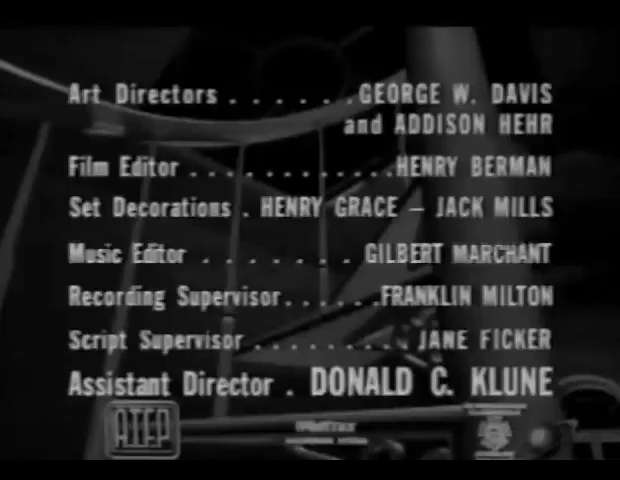 Art Directors . . . . . . GEORGE W. DAVIS
and ADDISON HEHR
Film Editor . . . . . . . . . . . . HENRY BERMAN
Set Decorations . HENRY GRACE – JACK MILLS
Music Editor . . . . . . . GILBERT MARCHANT
Recording Supervisor . . . . . . FRANKLIN MILTON
Script Supervisor . . . . . . . . JANE FICKER
Assistant Director . DONALD C. KLUNE